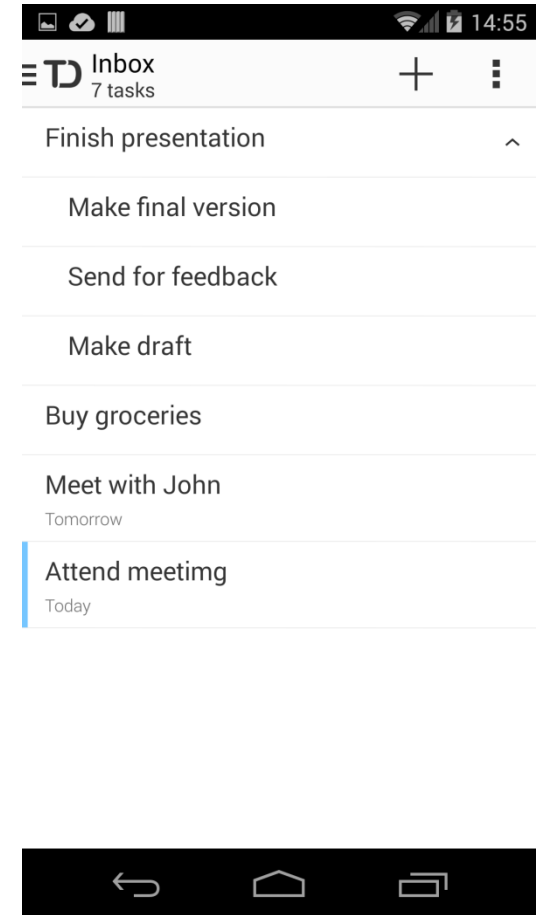 14:55
TD
Inbox
7 tasks
Finish presentation
Make final version
Send for feedback
Make draft
Buy groceries
Meet with John
Tomorrow
Attend meetimg
Today